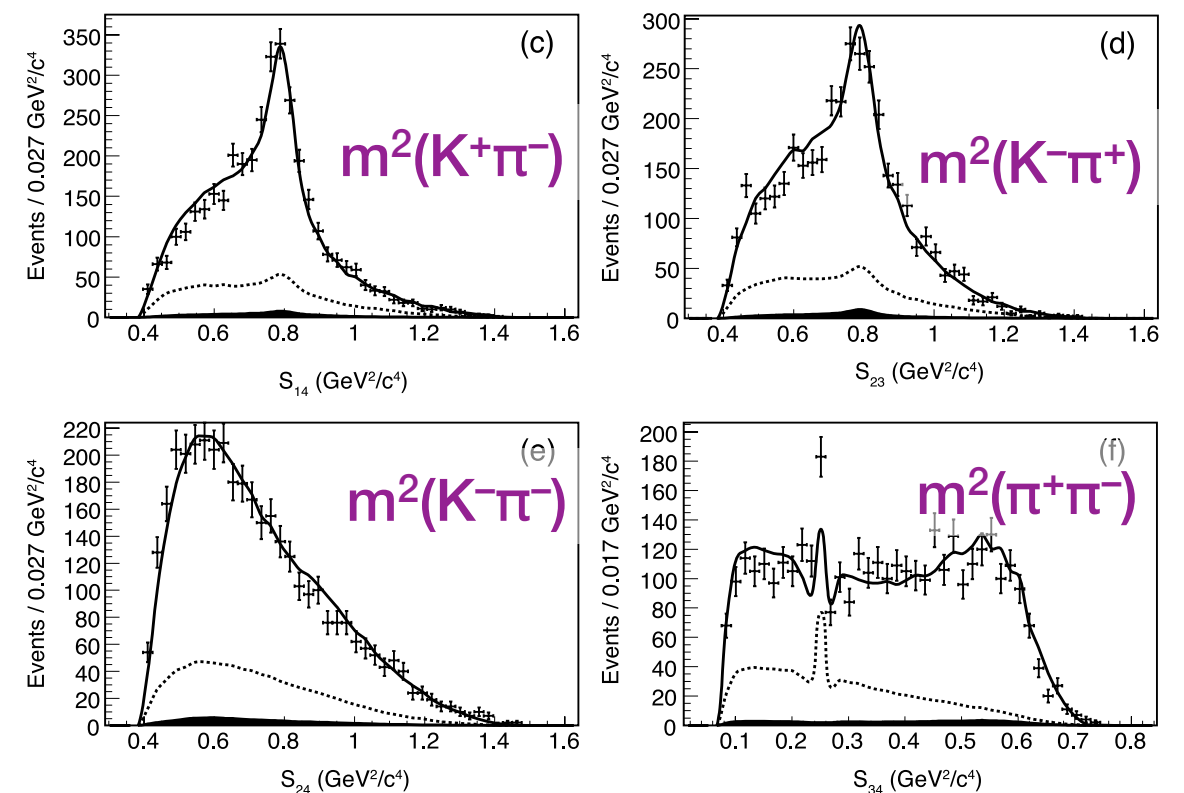 (c)
m²(K⁺π⁻)
Events / 0.027 GeV²/c⁴
350
300
250
200
150
100
50
0
0.4 0.6 0.8 1 1.2 1.4 1.6
S₁₄ (GeV²/c⁴)
(d)
m²(K⁻π⁺)
Events / 0.027 GeV²/c⁴
300
250
200
150
100
50
0
0.4 0.6 0.8 1 1.2 1.4 1.6
S₂₃ (GeV²/c⁴)
(e)
m²(K⁻π⁻)
Events / 0.027 GeV²/c⁴
220
200
180
160
140
120
100
80
60
40
20
0
0.4 0.6 0.8 1 1.2 1.4 1.6
S₂₄ (GeV²/c⁴)
(f)
m²(π⁺π⁻)
Events / 0.017 GeV²/c⁴
200
180
160
140
120
100
80
60
40
20
0
0.1 0.2 0.3 0.4 0.5 0.6 0.7 0.8
S₃₄ (GeV²/c⁴)